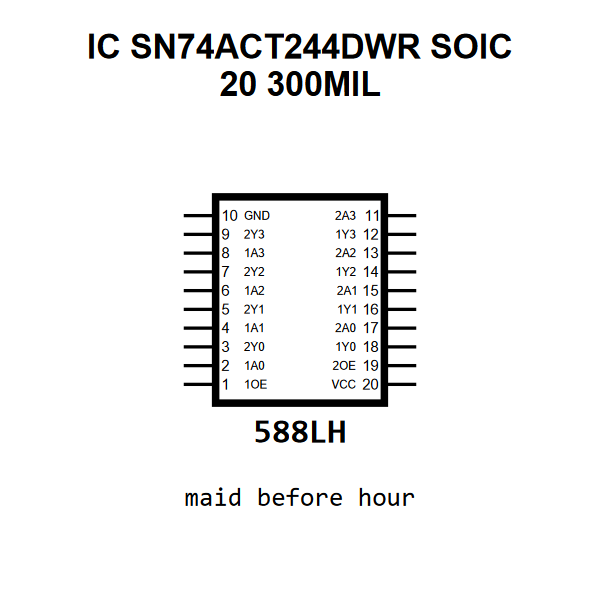 IC SN74ACT244DWR SOIC
20 300MIL
10 GND 2A3 11
9 2Y3 1Y3 12
8 1A3 2A2 13
7 2Y2 1Y2 14
6 1A2 2A1 15
5 2Y1 1Y1 16
4 1A1 2A0 17
3 2Y0 1Y0 18
2 1A0 2OE 19
1 1OE VCC 20
588LH
maid before hour